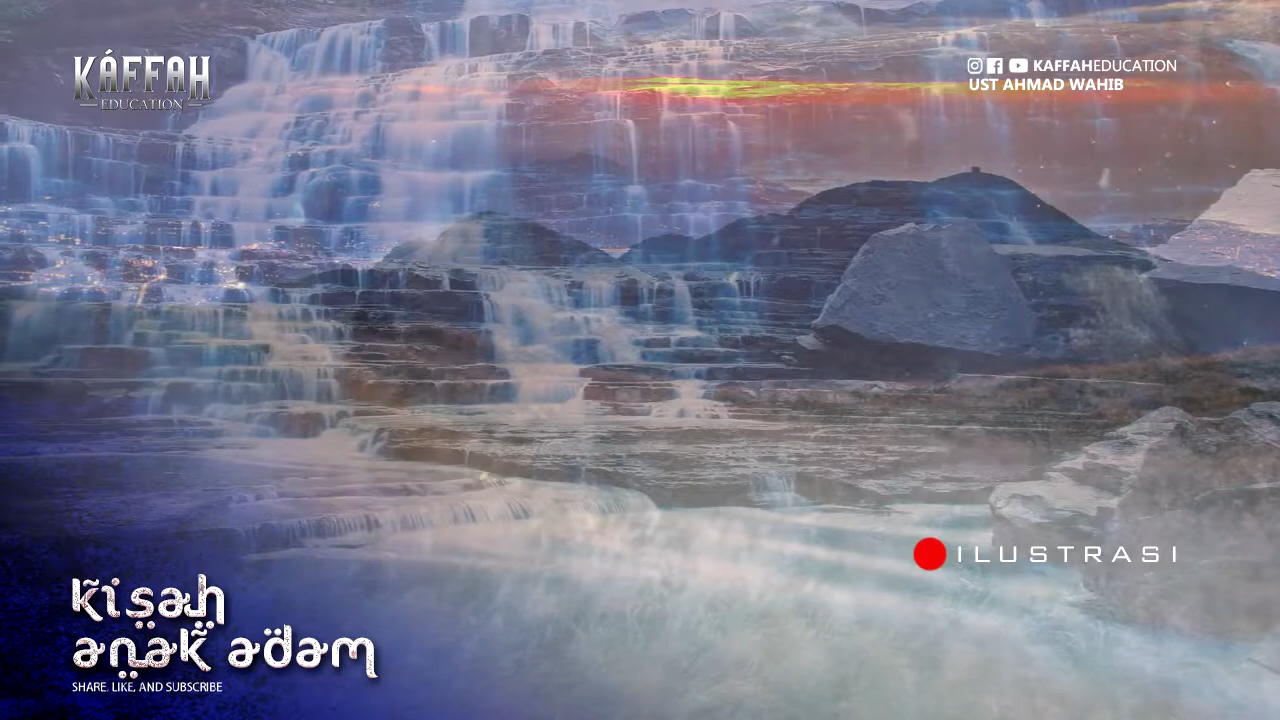 KÁFFAH
EDUCATION
KAFFAHEDUCATION
UST AHMAD WAHIB
ILUSTRASI
kisah
anak adam
SHARE, LIKE, AND SUBSCRIBE